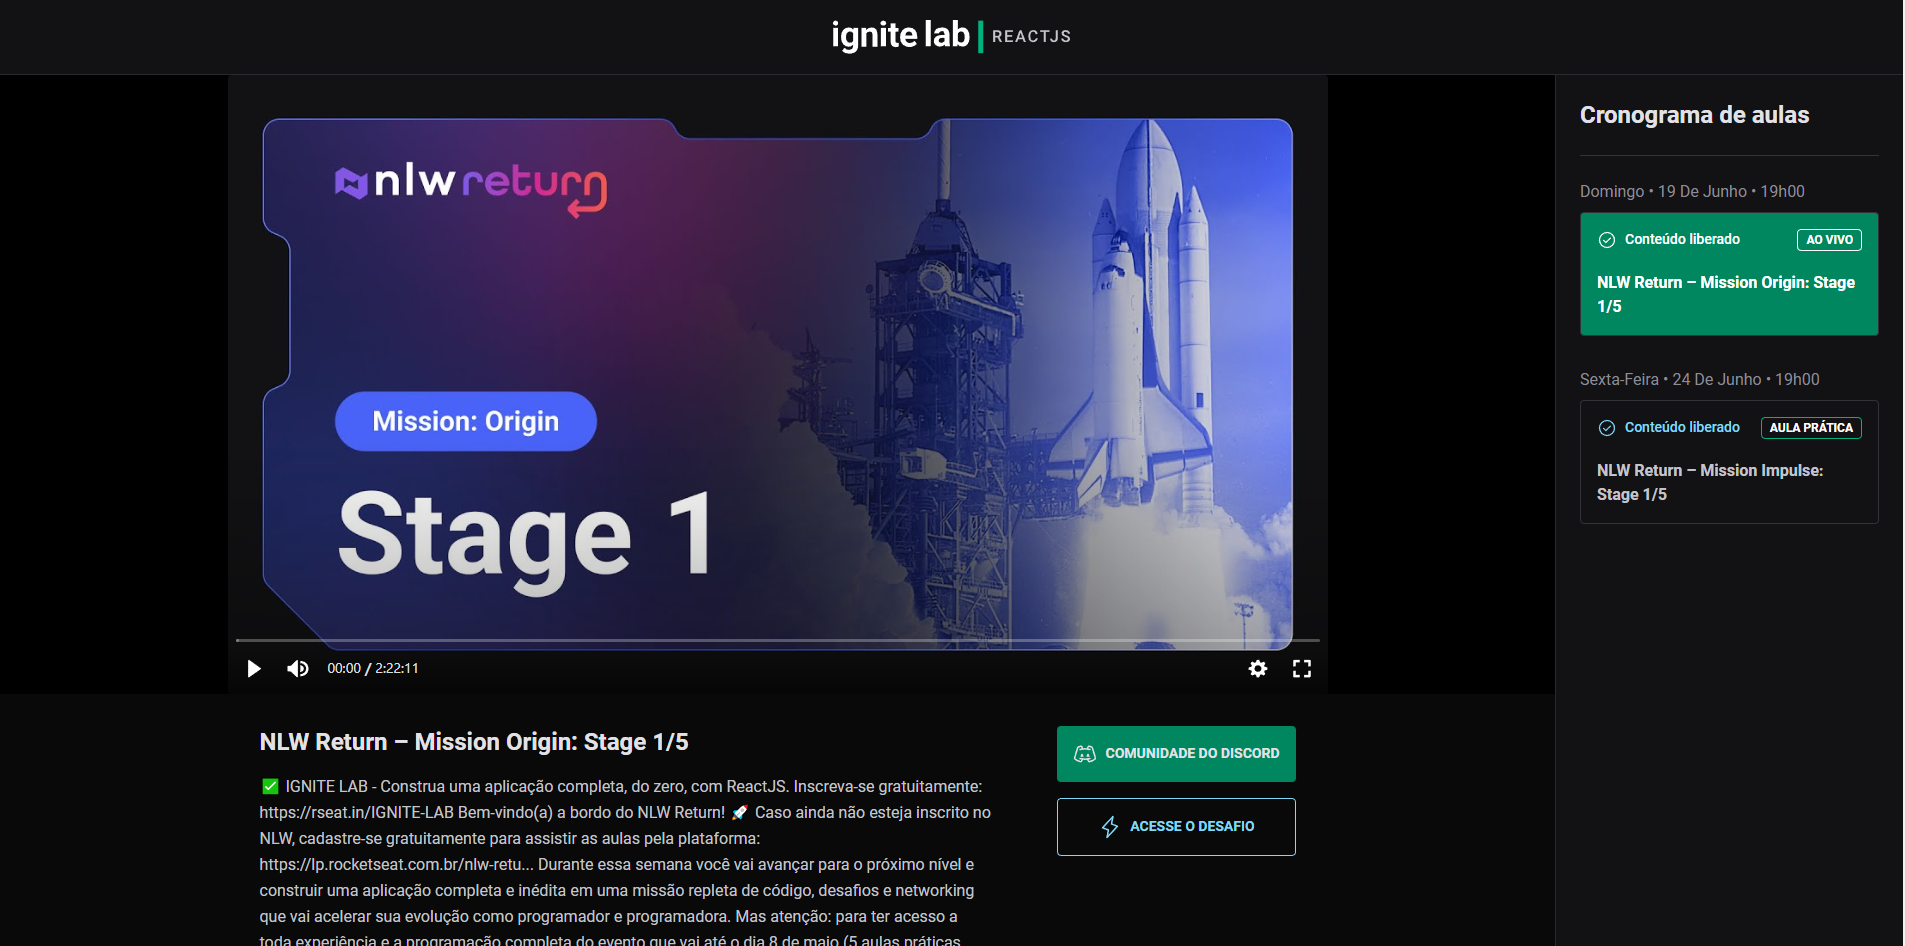 ignite lab REACTJS
nlw return
Mission: Origin
Stage 1
00:00 / 2:22:11
NLW Return – Mission Origin: Stage 1/5
✅ IGNITE LAB - Construa uma aplicação completa, do zero, com ReactJS. Inscreva-se gratuitamente:
https://rseat.in/IGNITE-LAB Bem-vindo(a) a bordo do NLW Return! 🚀 Caso ainda não esteja inscrito no
NLW, cadastre-se gratuitamente para assistir as aulas pela plataforma:
https://lp.rocketseat.com.br/nlw-retu... Durante essa semana você vai avançar para o próximo nível e
construir uma aplicação completa e inédita em uma missão repleta de código, desafios e networking
que vai acelerar sua evolução como programador e programadora. Mas atenção: para ter acesso a
toda experiência e a programação completa do evento que vai até o dia 8 de maio (5 aulas práticas,
COMUNIDADE DO DISCORD
ACESSE O DESAFIO
Cronograma de aulas
Domingo • 19 De Junho • 19h00
Conteúdo liberado AO VIVO
NLW Return – Mission Origin: Stage
1/5
Sexta-Feira • 24 De Junho • 19h00
Conteúdo liberado AULA PRÁTICA
NLW Return – Mission Impulse:
Stage 1/5